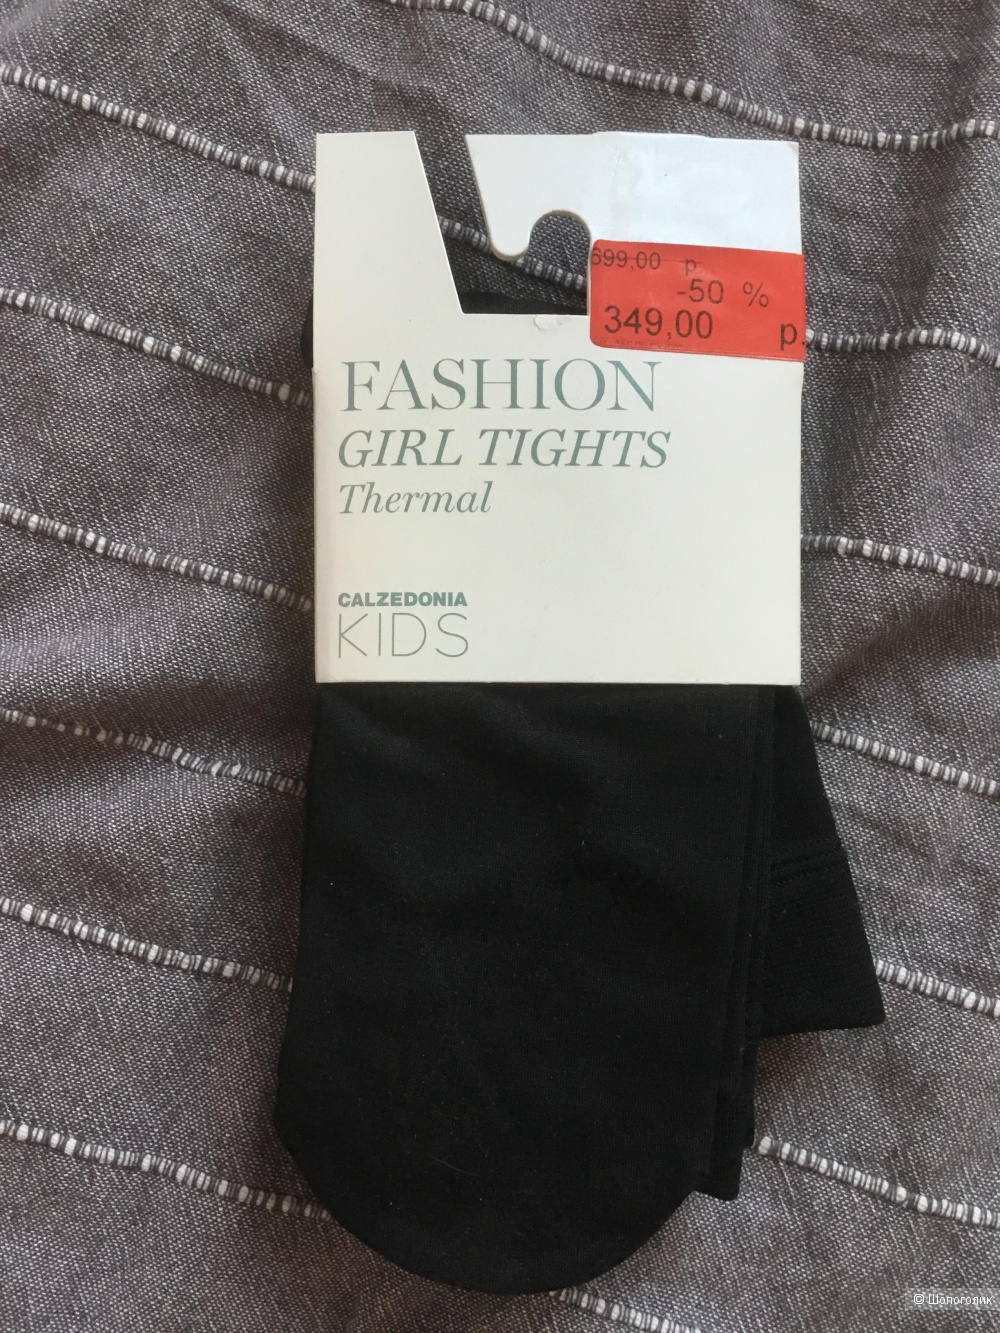 699,00 р
-50 %
349,00 р.
FASHION
GIRL TIGHTS
Thermal
CALZEDONIA
KIDS
© Шопоголик